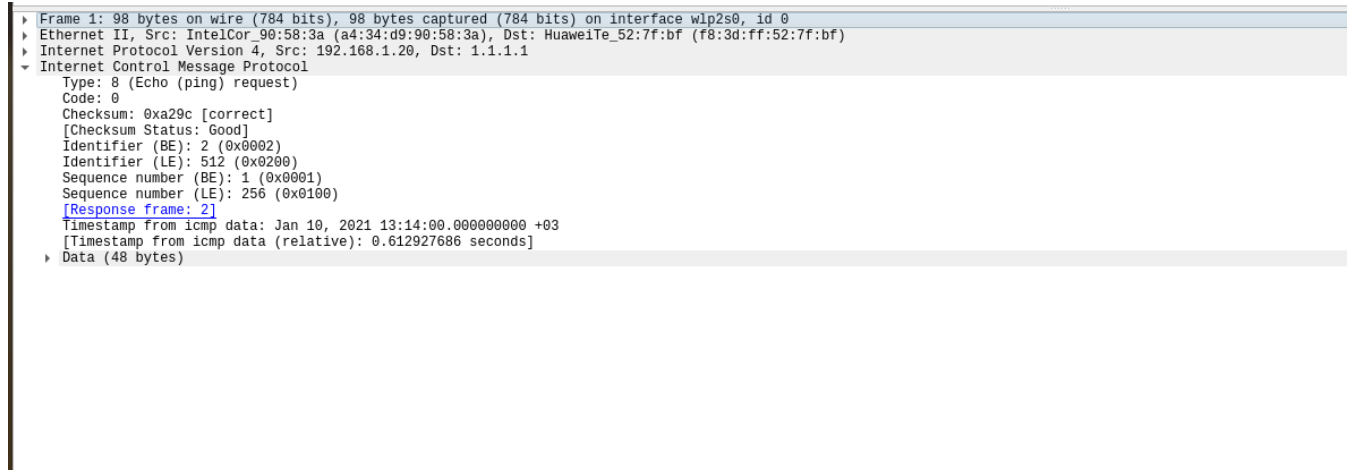 Frame 1: 98 bytes on wire (784 bits), 98 bytes captured (784 bits) on interface wlp2s0, id 0
Ethernet II, Src: IntelCor_90:58:3a (a4:34:d9:90:58:3a), Dst: HuaweiTe_52:7f:bf (f8:3d:ff:52:7f:bf)
Internet Protocol Version 4, Src: 192.168.1.20, Dst: 1.1.1.1
Internet Control Message Protocol
Type: 8 (Echo (ping) request)
Code: 0
Checksum: 0xa29c [correct]
[Checksum Status: Good]
Identifier (BE): 2 (0x0002)
Identifier (LE): 512 (0x0200)
Sequence number (BE): 1 (0x0001)
Sequence number (LE): 256 (0x0100)
[Response frame: 2]
Timestamp from icmp data: Jan 10, 2021 13:14:00.000000000 +03
[Timestamp from icmp data (relative): 0.612927686 seconds]
Data (48 bytes)